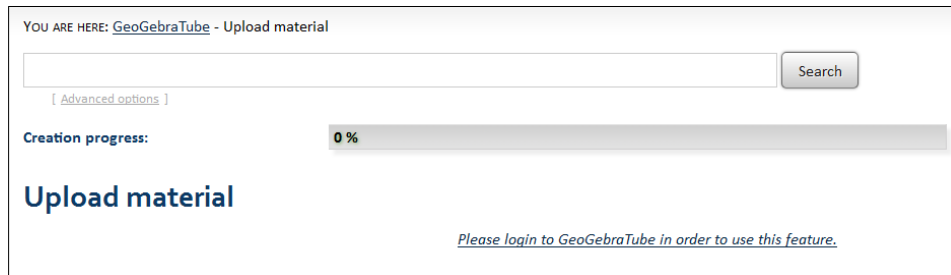 YOU ARE HERE: GeoGebraTube - Upload material
Search
[ Advanced options ]
Creation progress: 0 %
Upload material
Please login to GeoGebraTube in order to use this feature.